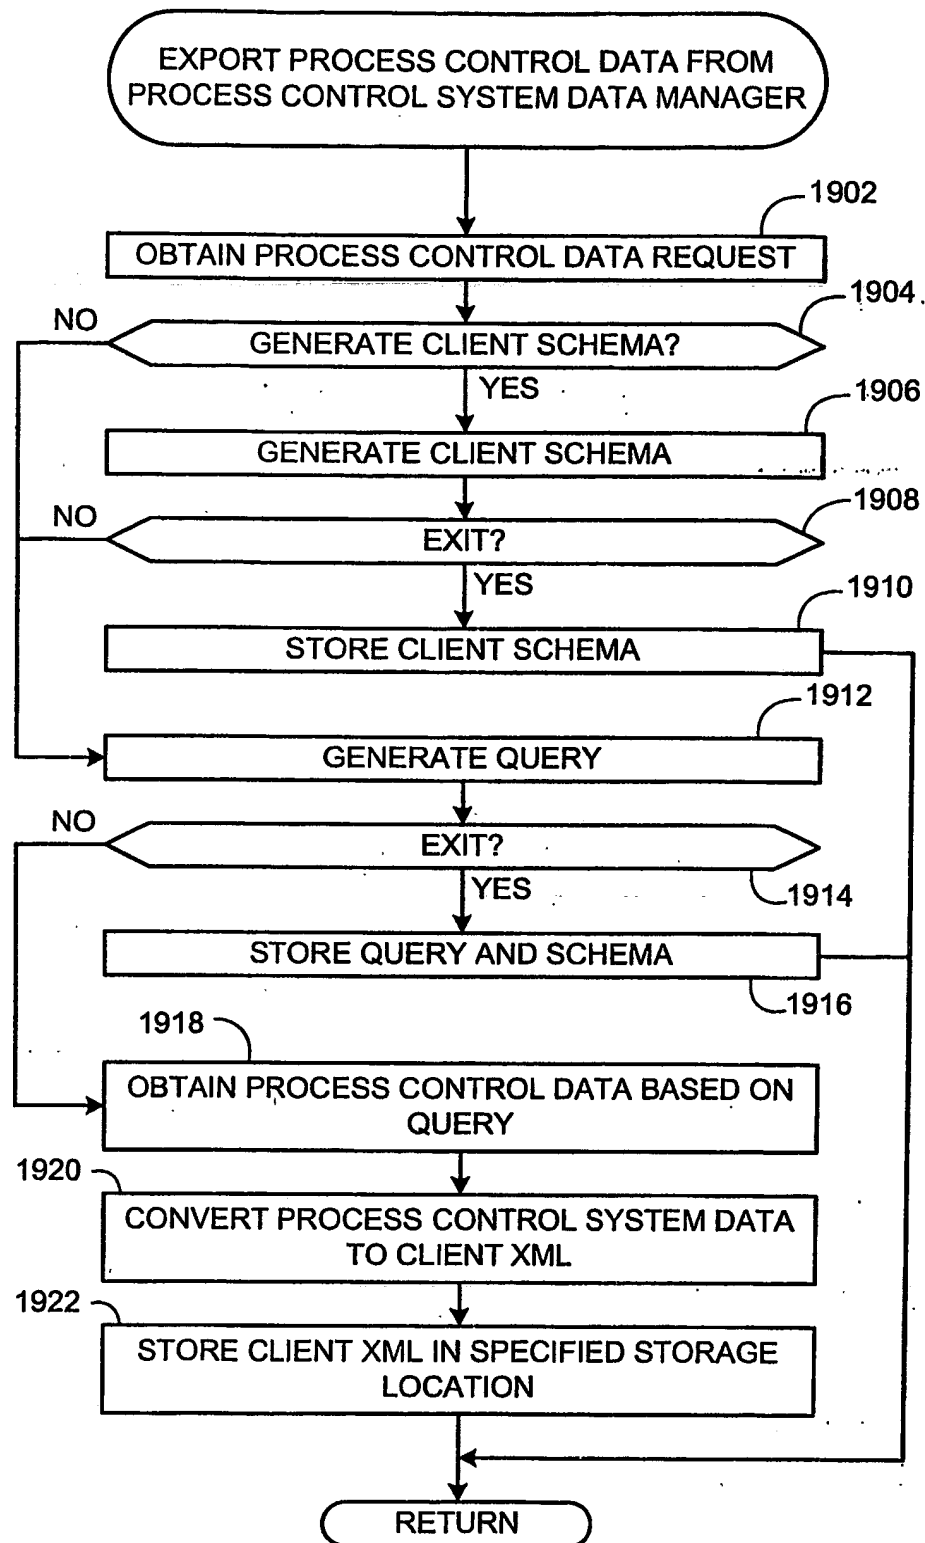 EXPORT PROCESS CONTROL DATA FROM
PROCESS CONTROL SYSTEM DATA MANAGER
1902
OBTAIN PROCESS CONTROL DATA REQUEST
1904
NO
GENERATE CLIENT SCHEMA?
YES
1906
GENERATE CLIENT SCHEMA
1908
NO
EXIT?
YES
1910
STORE CLIENT SCHEMA
1912
GENERATE QUERY
NO
EXIT?
YES
1914
STORE QUERY AND SCHEMA
1916
1918
OBTAIN PROCESS CONTROL DATA BASED ON
QUERY
1920
CONVERT PROCESS CONTROL SYSTEM DATA
TO CLIENT XML
1922
STORE CLIENT XML IN SPECIFIED STORAGE
LOCATION
RETURN